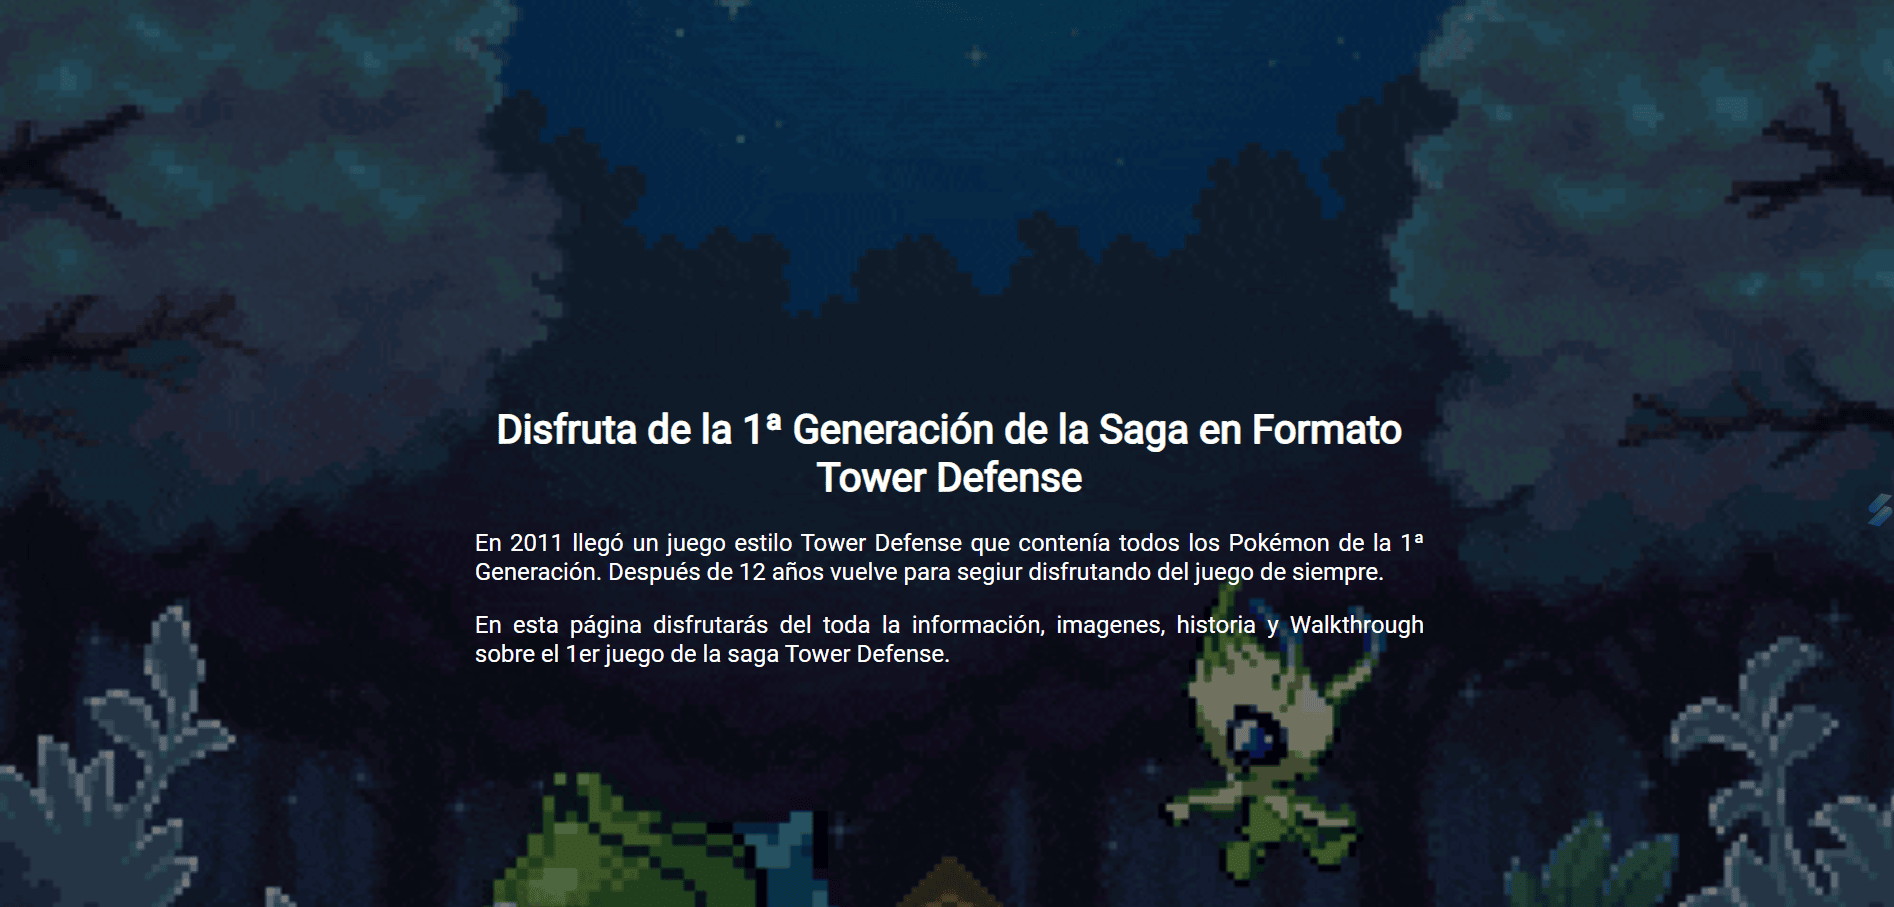 Disfruta de la 1ª Generación de la Saga en Formato
Tower Defense
En 2011 llegó un juego estilo Tower Defense que contenía todos los Pokémon de la 1ª
Generación. Después de 12 años vuelve para segiur disfrutando del juego de siempre.
En esta página disfrutarás del toda la información, imagenes, historia y Walkthrough
sobre el 1er juego de la saga Tower Defense.